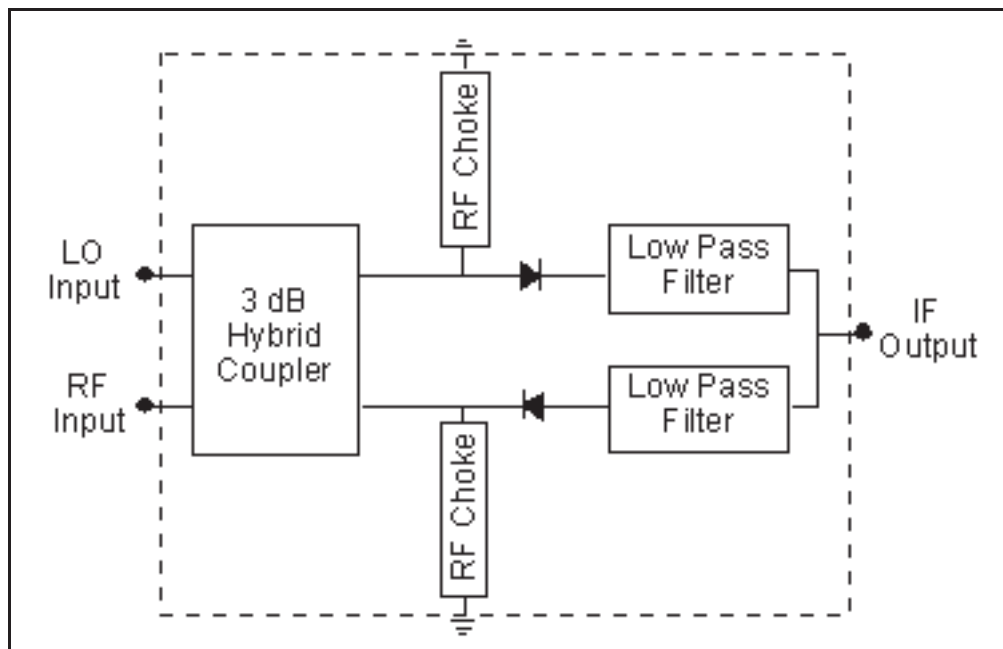 RF Choke
LO
Input
3 dB
Hybrid
Coupler
Low Pass
Filter
IF
Output
RF
Input
Low Pass
Filter
RF Choke